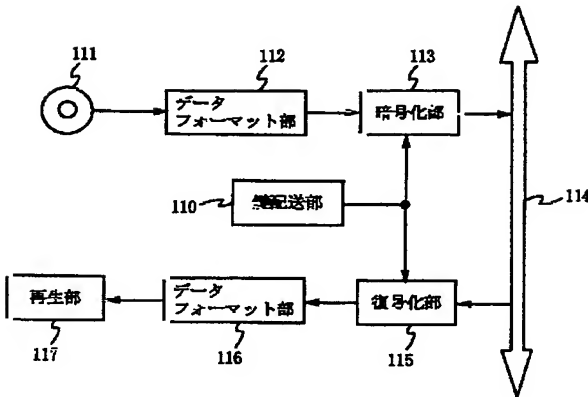 111
112
113
データ
フォーマット部
暗号化部
鍵配送部
110
114
再生部
データ
フォーマット部
復号化部
117
116
115